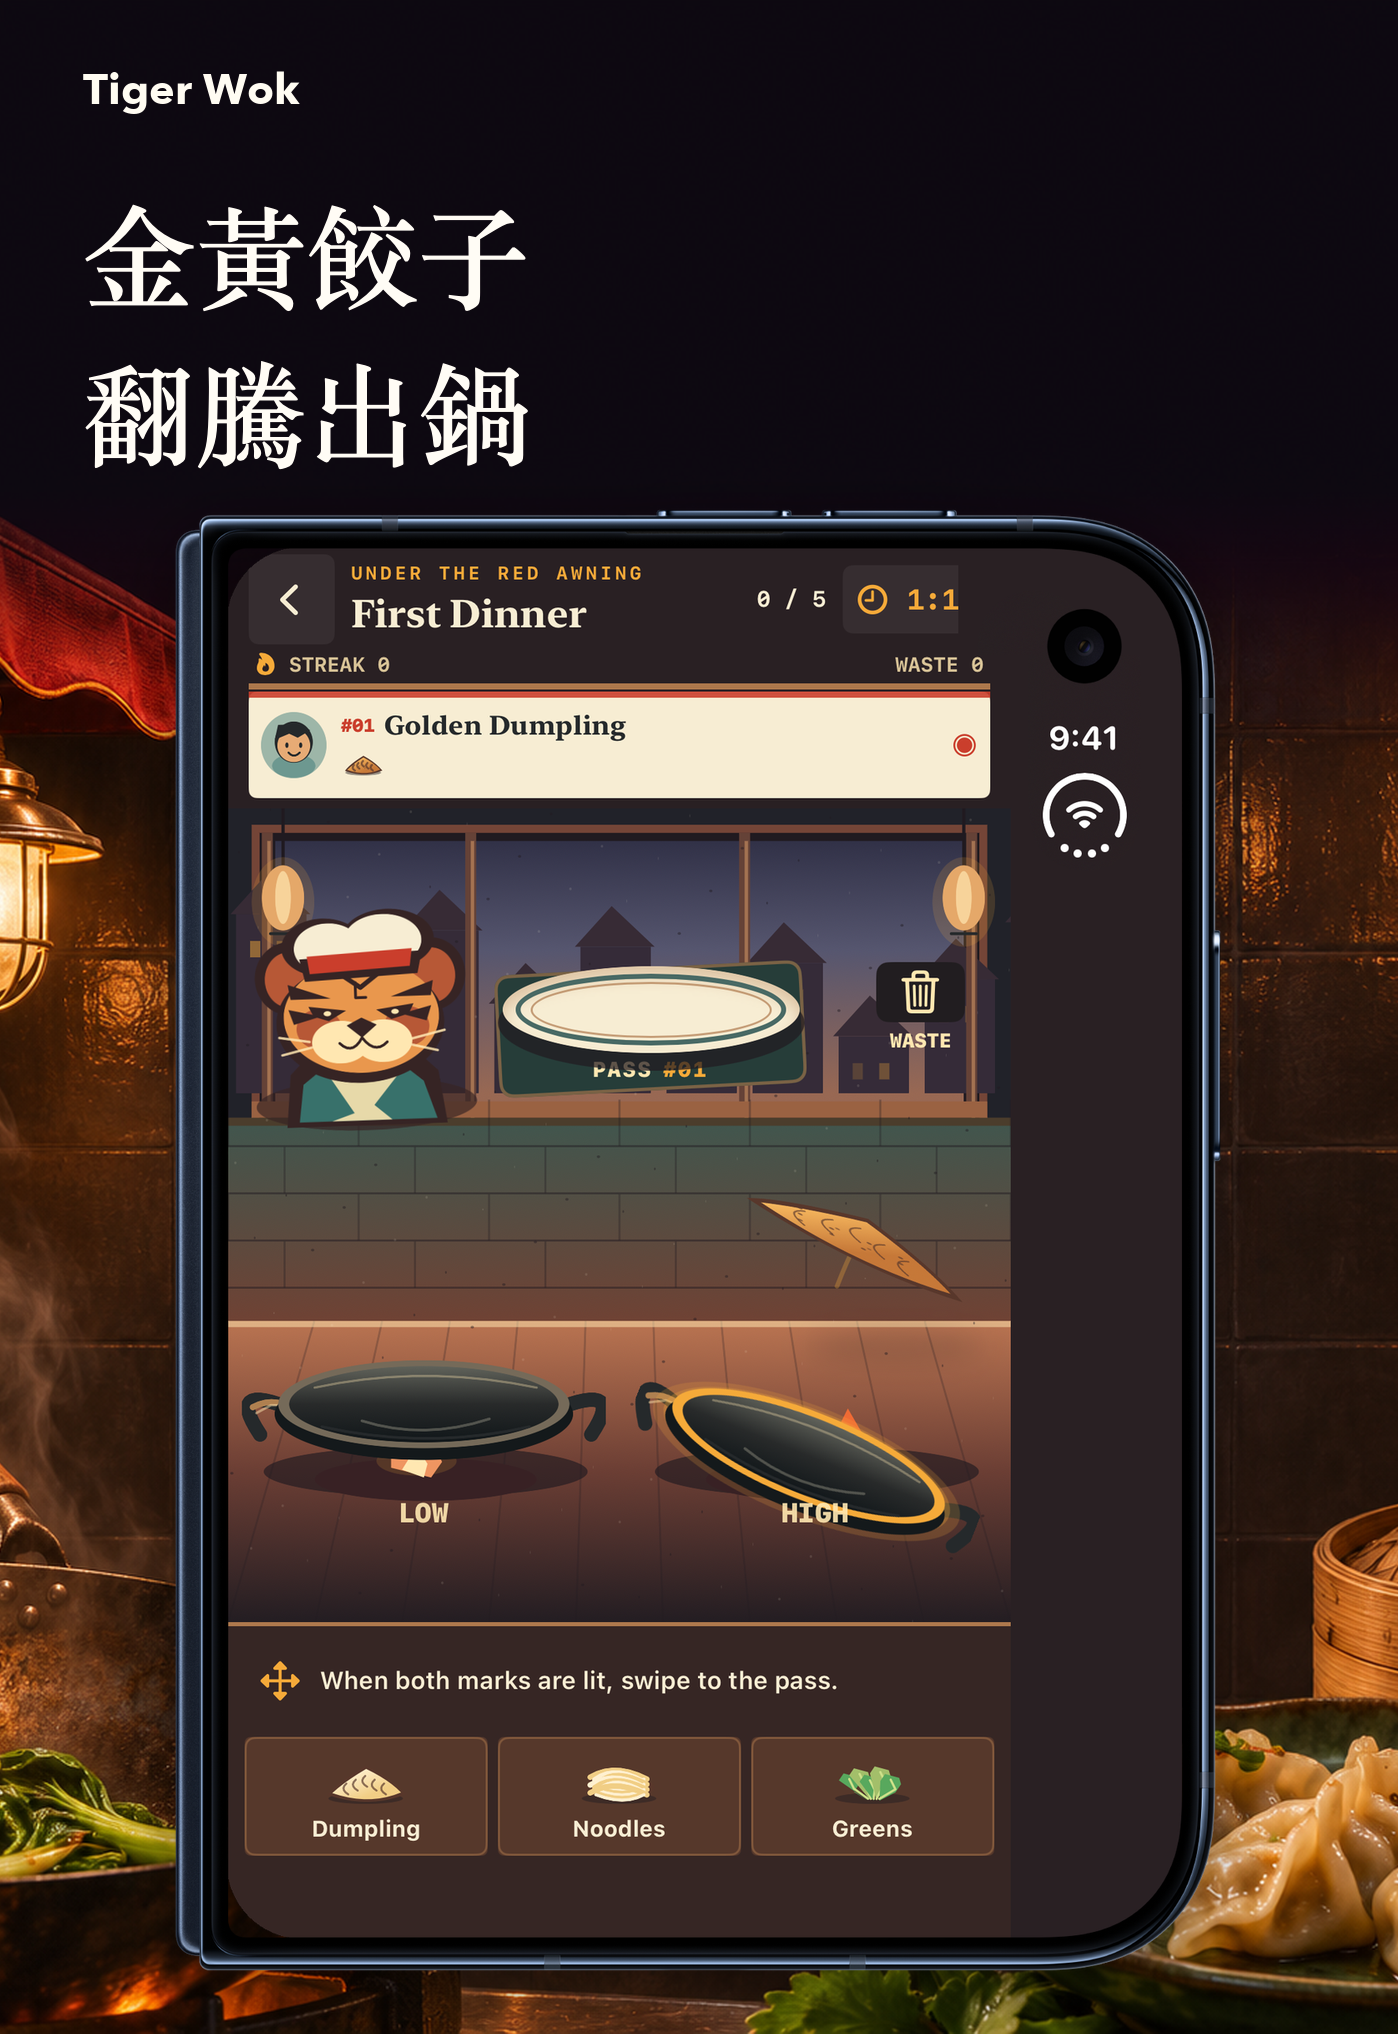 Tiger Wok
金黃餃子
翻騰出鍋
UNDER THE RED AWNING
First Dinner
0 / 5
1:1
STREAK 0
WASTE 0
#01 Golden Dumpling
9:41
WASTE
PASS #01
LOW
HIGH
When both marks are lit, swipe to the pass.
Dumpling
Noodles
Greens